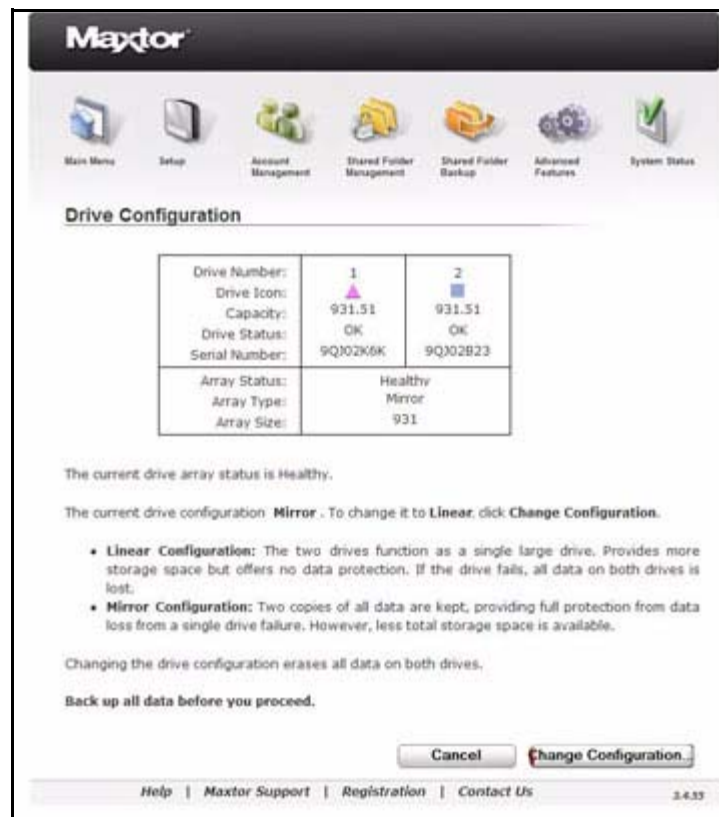 Maxtor
Main Menu
Setup
Account Management
Shared Folder Management
Shared Folder Backup
Advanced Features
System Status
Drive Configuration
Drive Number: 1 2
Drive Icon:
Capacity: 931.51 931.51
Drive Status: OK OK
Serial Number: 9QJ02K6K 9QJ02B23
Array Status: Healthy
Array Type: Mirror
Array Size: 931
The current drive array status is Healthy.
The current drive configuration Mirror . To change it to Linear, click Change Configuration.
• Linear Configuration: The two drives function as a single large drive. Provides more
storage space but offers no data protection. If the drive fails, all data on both drives is
lost.
• Mirror Configuration: Two copies of all data are kept, providing full protection from data
loss from a single drive failure. However, less total storage space is available.
Changing the drive configuration erases all data on both drives.
Back up all data before you proceed.
Cancel Change Configuration...
Help | Maxtor Support | Registration | Contact Us